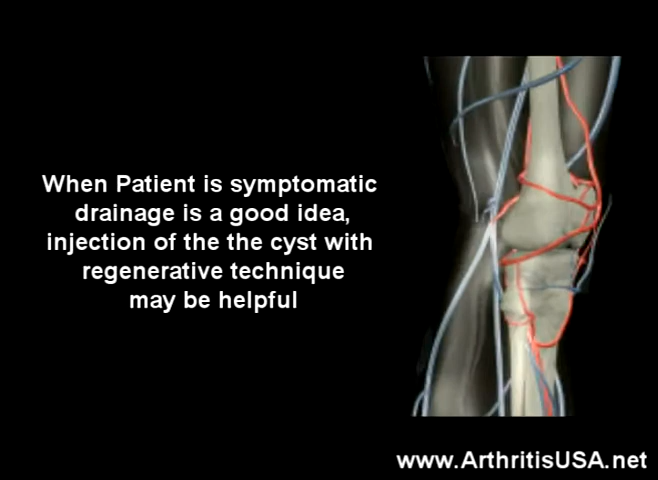 When Patient is symptomatic
drainage is a good idea,
injection of the the cyst with
regenerative technique
may be helpful
www.ArthritisUSA.net